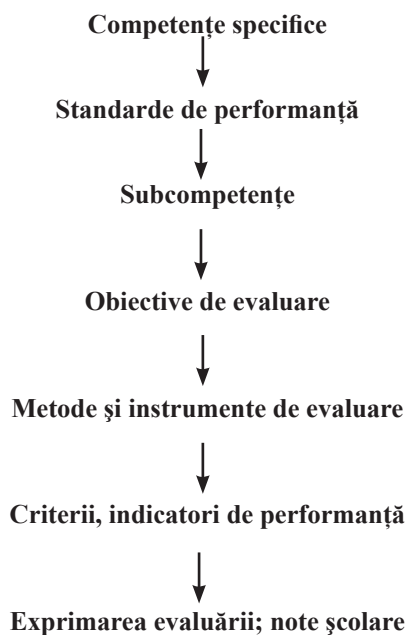 Competențe specifice
Standarde de performanță
Subcompetențe
Obiective de evaluare
Metode şi instrumente de evaluare
Criterii, indicatori de performanță
Exprimarea evaluării; note şcolare